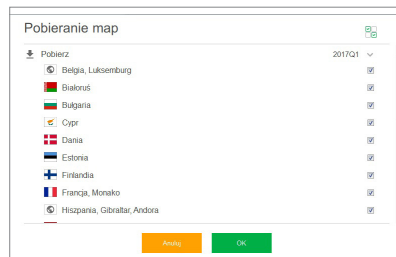 Pobieranie map
Pobierz 2017Q1
Belgia, Luksemburg
Białoruś
Bułgaria
Cypr
Dania
Estonia
Finlandia
Francja, Monako
Hiszpania, Gibraltar, Andora
Anuluj OK